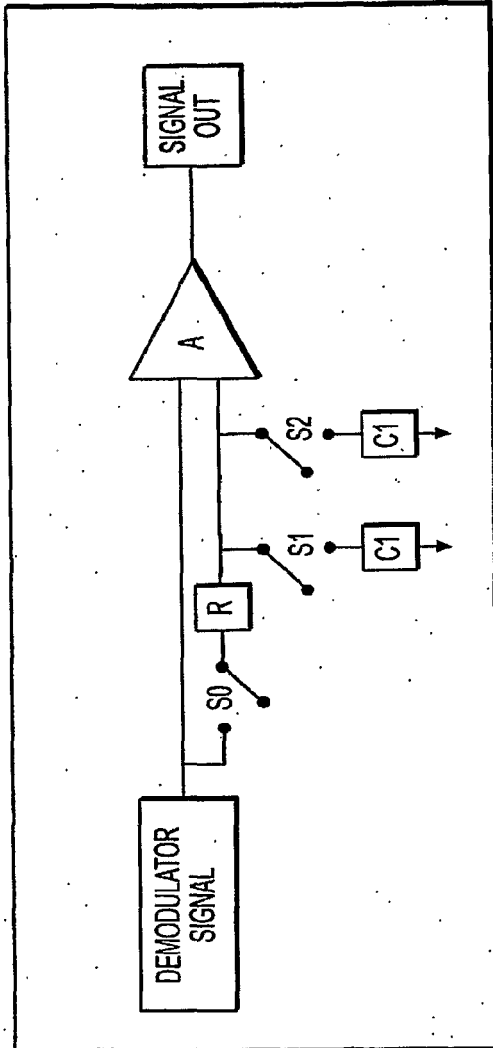 DEMODULATOR
SIGNAL
S0
R
S1
C1
S2
C1
A
SIGNAL
OUT